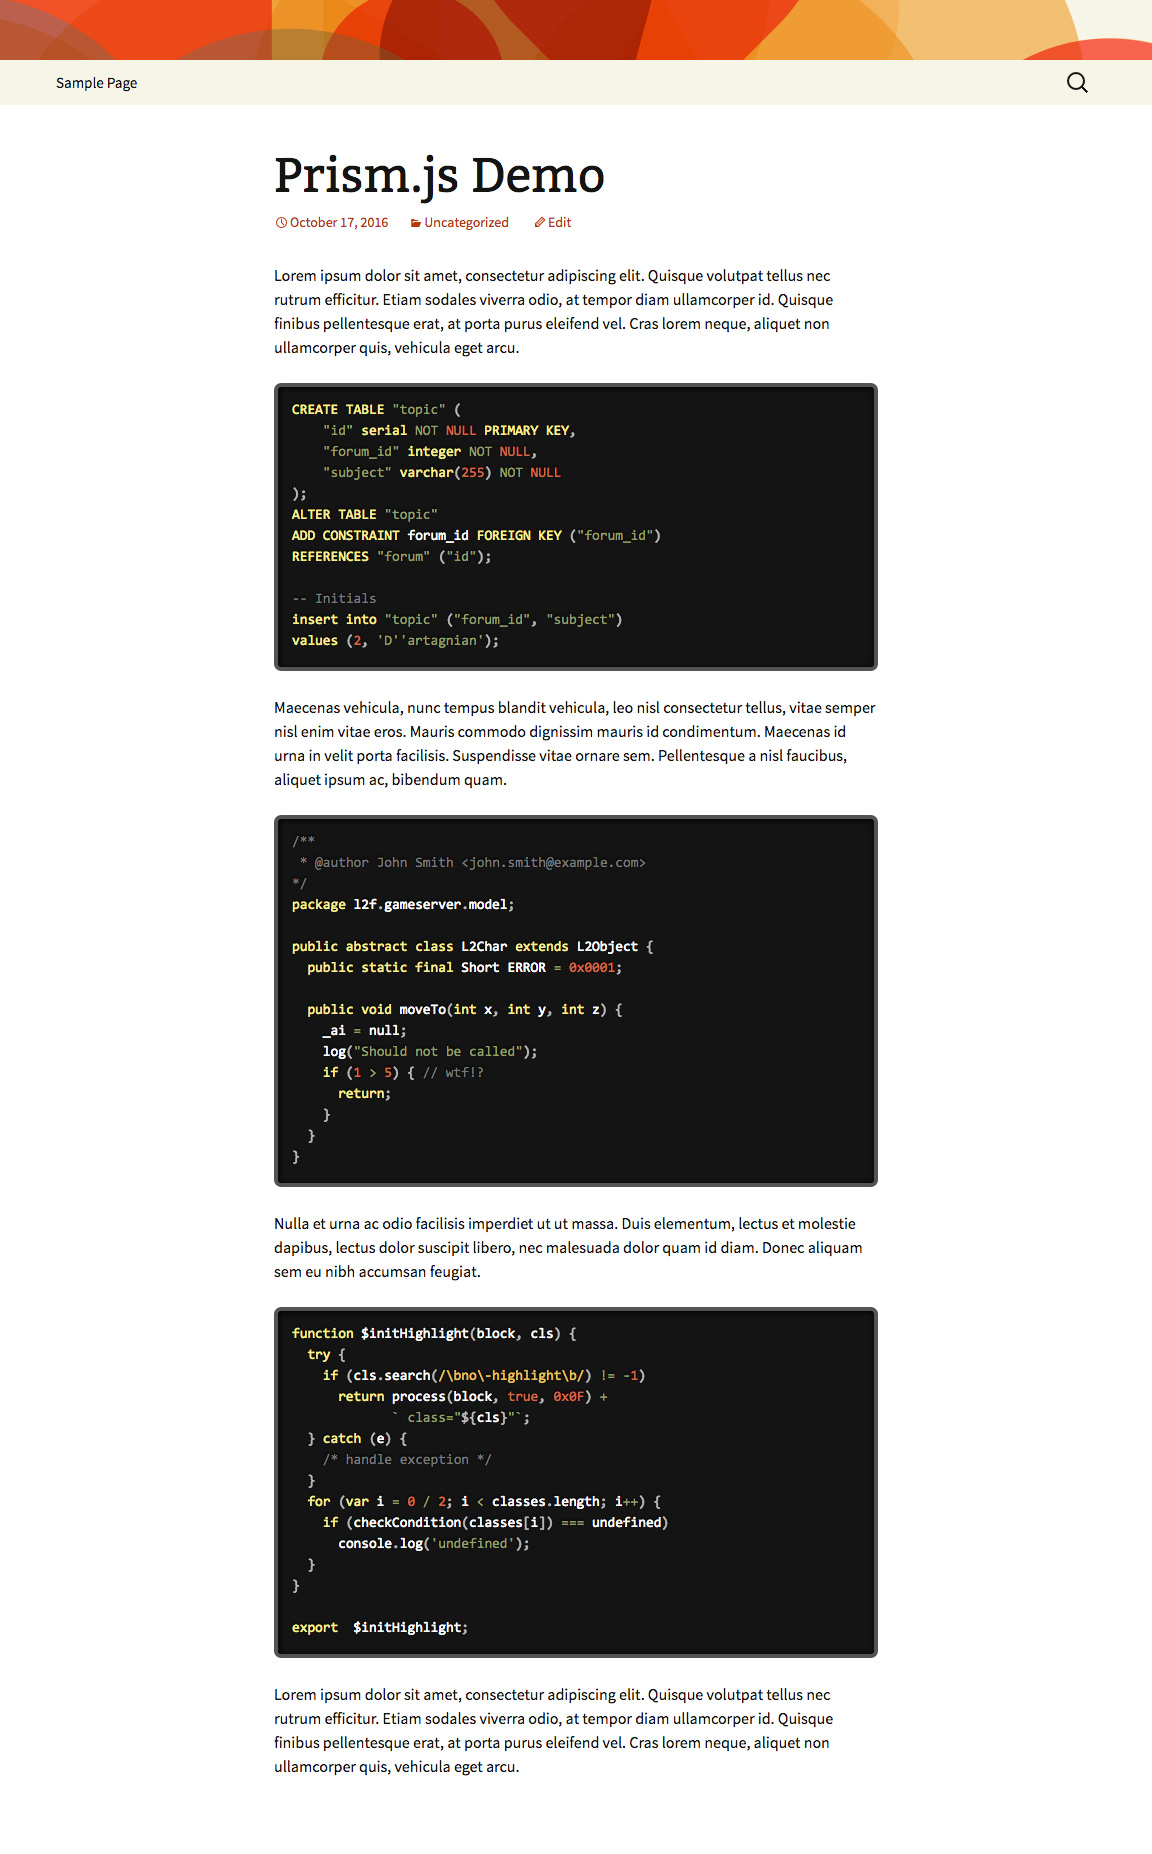 Sample Page
Prism.js Demo
October 17, 2016 Uncategorized Edit
Lorem ipsum dolor sit amet, consectetur adipiscing elit. Quisque volutpat tellus nec
rutrum efficitur. Etiam sodales viverra odio, at tempor diam ullamcorper id. Quisque
finibus pellentesque erat, at porta purus eleifend vel. Cras lorem neque, aliquet non
ullamcorper quis, vehicula eget arcu.
CREATE TABLE "topic" (
    "id" serial NOT NULL PRIMARY KEY,
    "forum_id" integer NOT NULL,
    "subject" varchar(255) NOT NULL
);
ALTER TABLE "topic"
ADD CONSTRAINT forum_id FOREIGN KEY ("forum_id")
REFERENCES "forum" ("id");

-- Initials
insert into "topic" ("forum_id", "subject")
values (2, 'D''artagnian');
Maecenas vehicula, nunc tempus blandit vehicula, leo nisl consectetur tellus, vitae semper
nisl enim vitae eros. Mauris commodo dignissim mauris id condimentum. Maecenas id
urna in velit porta facilisis. Suspendisse vitae ornare sem. Pellentesque a nisl faucibus,
aliquet ipsum ac, bibendum quam.
/**
 * @author John Smith <john.smith@example.com>
*/
package l2f.gameserver.model;

public abstract class L2Char extends L2Object {
  public static final Short ERROR = 0x0001;

  public void moveTo(int x, int y, int z) {
    _ai = null;
    log("Should not be called");
    if (1 > 5) { // wtf!?
      return;
    }
  }
}
Nulla et urna ac odio facilisis imperdiet ut ut massa. Duis elementum, lectus et molestie
dapibus, lectus dolor suscipit libero, nec malesuada dolor quam id diam. Donec aliquam
sem eu nibh accumsan feugiat.
function $initHighlight(block, cls) {
  try {
    if (cls.search(/\bno\-highlight\b/) != -1)
      return process(block, true, 0x0F) +
             ` class="${cls}"`;
  } catch (e) {
    /* handle exception */
  }
  for (var i = 0 / 2; i < classes.length; i++) {
    if (checkCondition(classes[i]) === undefined)
      console.log('undefined');
  }
}

export  $initHighlight;
Lorem ipsum dolor sit amet, consectetur adipiscing elit. Quisque volutpat tellus nec
rutrum efficitur. Etiam sodales viverra odio, at tempor diam ullamcorper id. Quisque
finibus pellentesque erat, at porta purus eleifend vel. Cras lorem neque, aliquet non
ullamcorper quis, vehicula eget arcu.